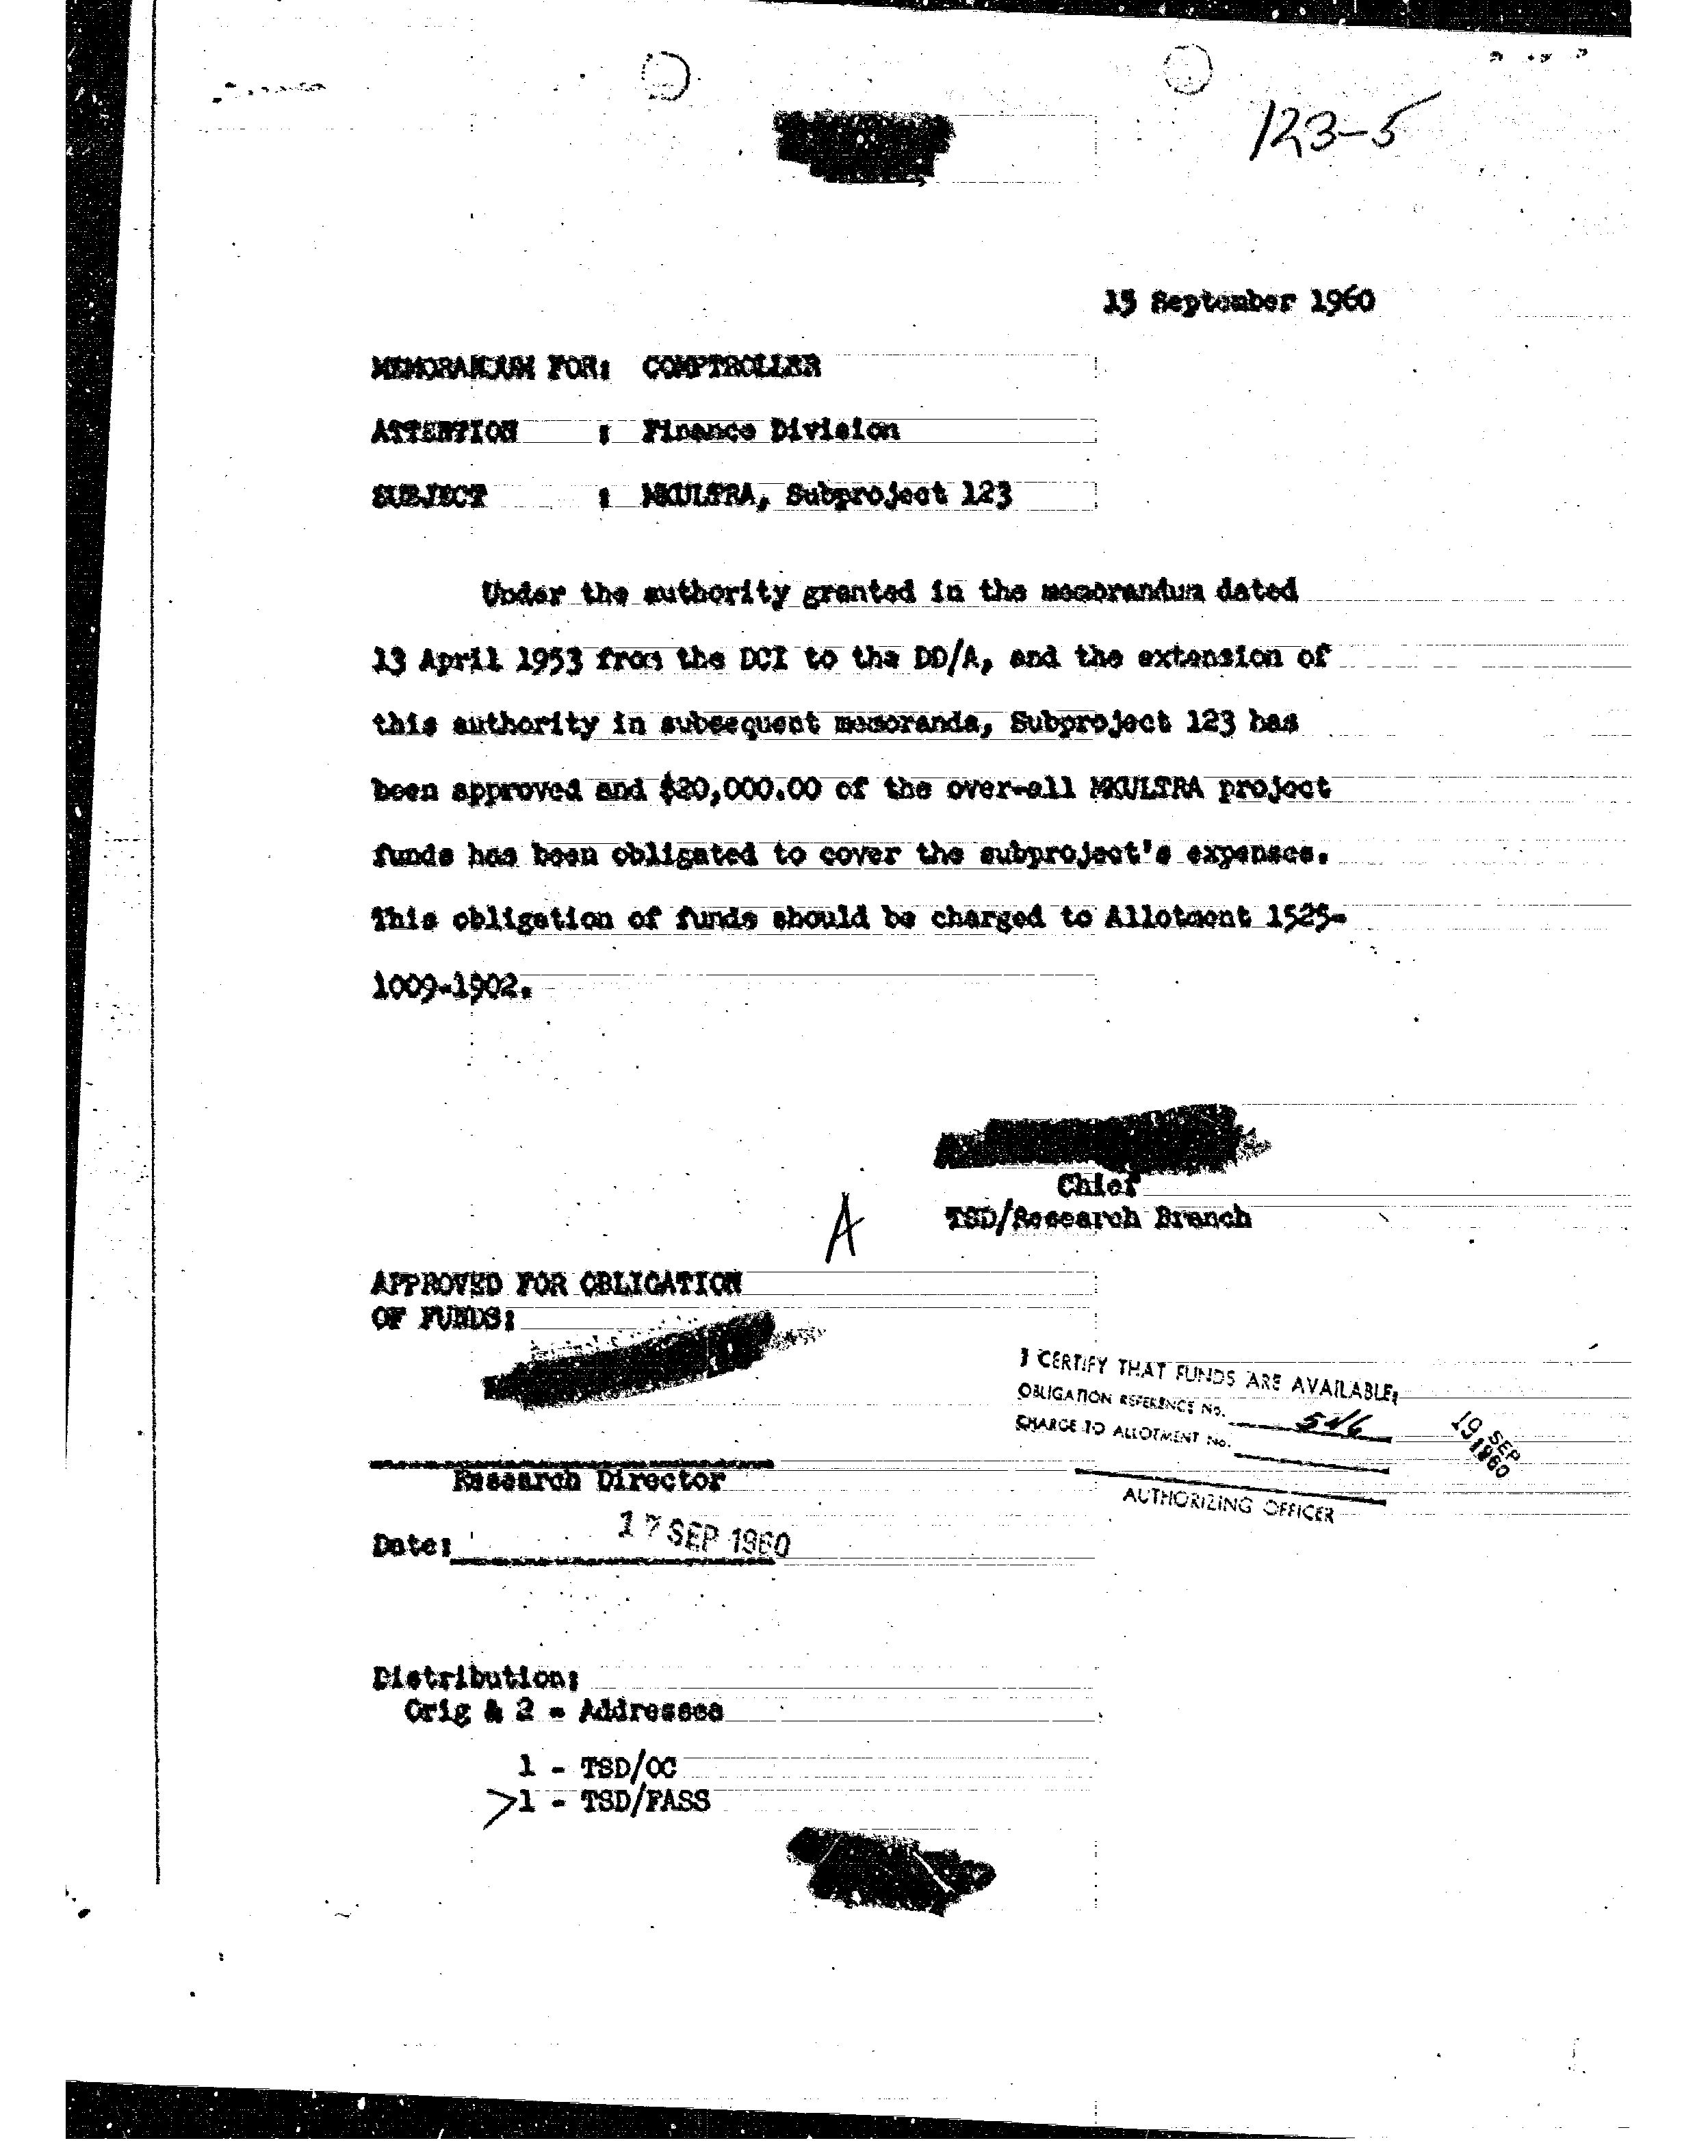 123-5
15 September 1960
MEMORANDUM FOR: COMPTROLLER
ATTENTION : Finance Division
SUBJECT : MKULTRA, Subproject 123
Under the authority granted in the memorandum dated
13 April 1953 from the DCI to the DD/A, and the extension of
this authority in subsequent memoranda, Subproject 123 has
been approved and $20,000.00 of the over-all MKULTRA project
funds has been obligated to cover the subproject's expenses.
This obligation of funds should be charged to Allotment 1525-
1009-1902.
Chief
TSD/Research Branch
A
APPROVED FOR OBLIGATION
OF FUNDS:
I CERTIFY THAT FUNDS ARE AVAILABLE:
OBLIGATION REFERENCE No.
CHARGE TO ALLOTMENT No.
19 SEP 1960
AUTHORIZING OFFICER
Research Director
Date: 17 SEP 1960
Distribution:
Orig & 2 - Addressee
1 - TSD/OC
>1 - TSD/FASS